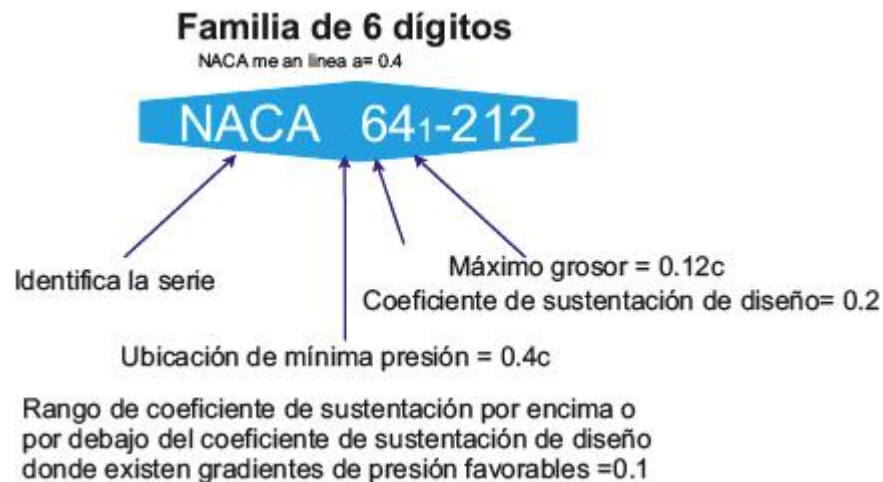 Familia de 6 dígitos
NACA me an linea a= 0.4
NACA 641-212
Identifica la serie
Máximo grosor = 0.12c
Coeficiente de sustentación de diseño= 0.2
Ubicación de mínima presión = 0.4c
Rango de coeficiente de sustentación por encima o
por debajo del coeficiente de sustentación de diseño
donde existen gradientes de presión favorables =0.1